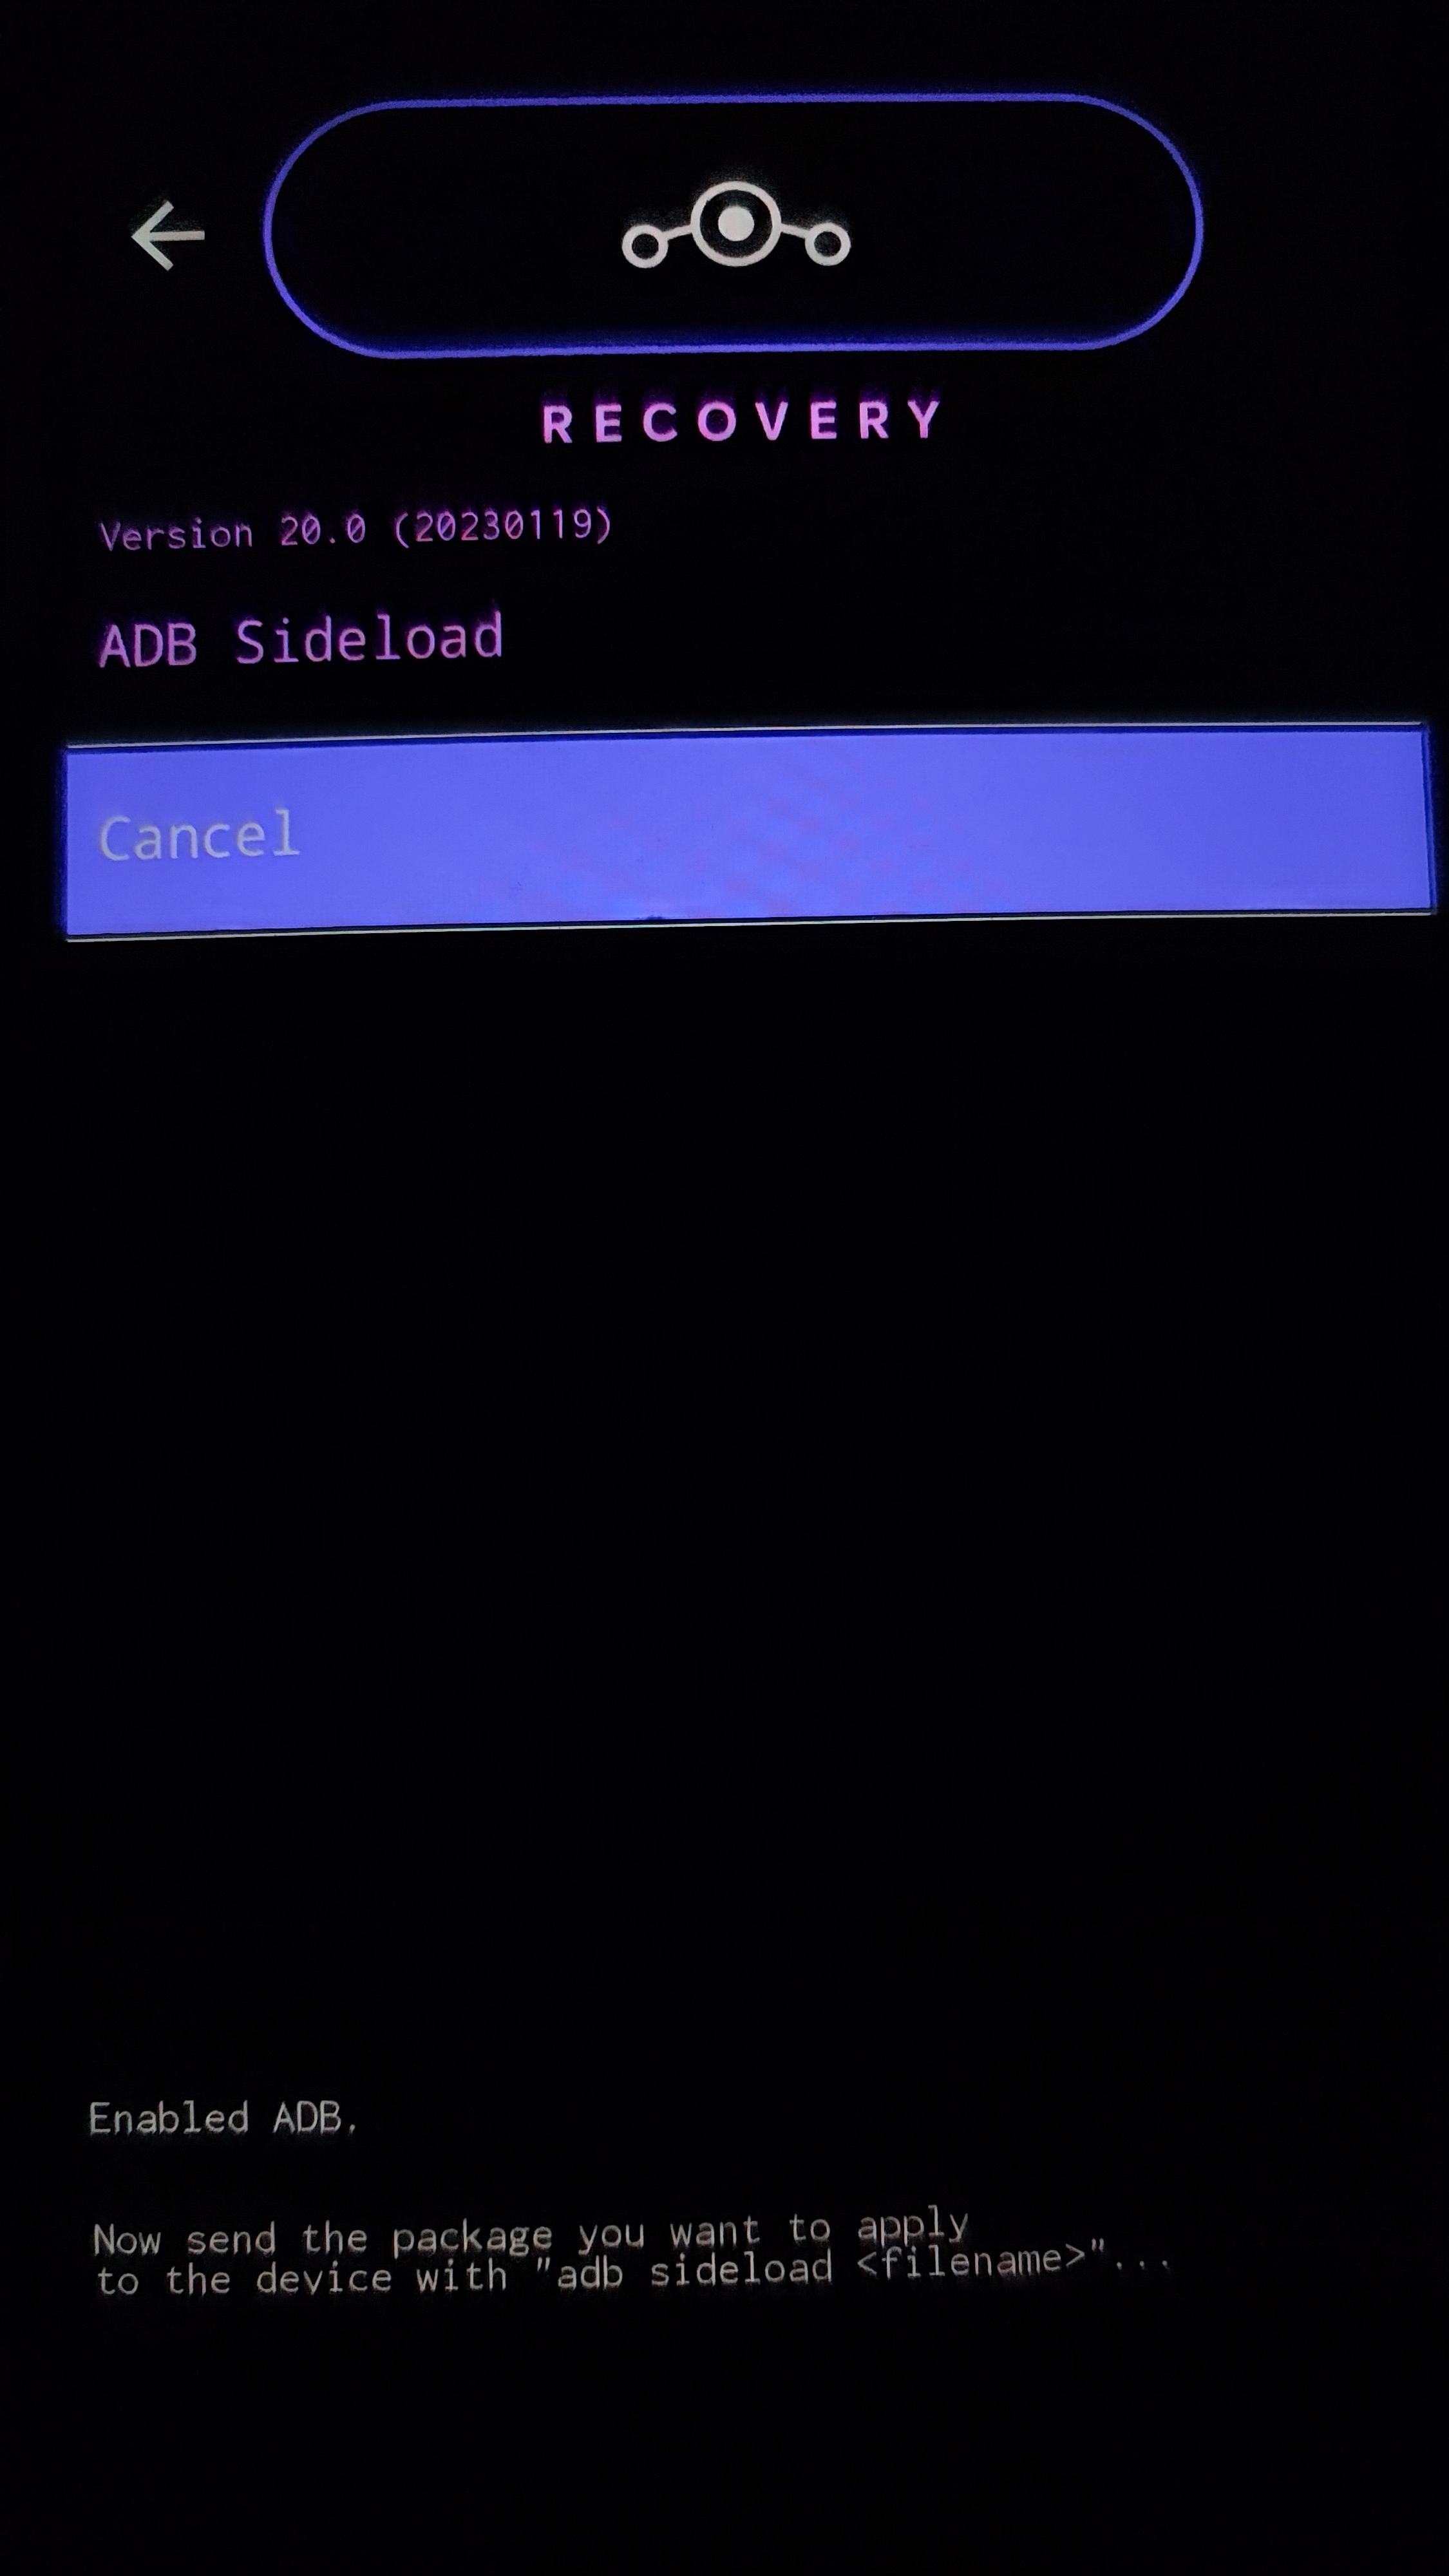 RECOVERY
Version 20.0 (20230119)
ADB Sideload
Cancel
Enabled ADB.
Now send the package you want to apply
to the device with "adb sideload <filename>"...